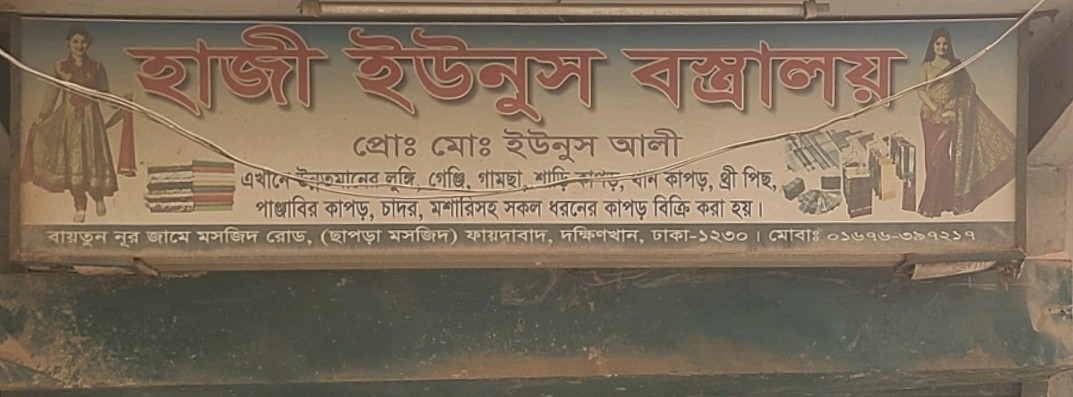 হাজী ইউনুস বস্ত্রালয়
প্রোঃ মোঃ ইউনুস আলী
এখানে উন্নতমানের লুঙ্গি, গেঞ্জি, গামছা, শাড়ি কাপড়, থান কাপড়, থ্রী পিছ,
পাঞ্জাবির কাপড়, চাদর, মশারিসহ সকল ধরনের কাপড় বিক্রি করা হয়।
বায়তুন নূর জামে মসজিদ রোড, (ছাপড়া মসজিদ) ফায়দাবাদ, দক্ষিণখান, ঢাকা-১২৩০। মোবাঃ ০১৬৭৬-৩৯৭২১৭